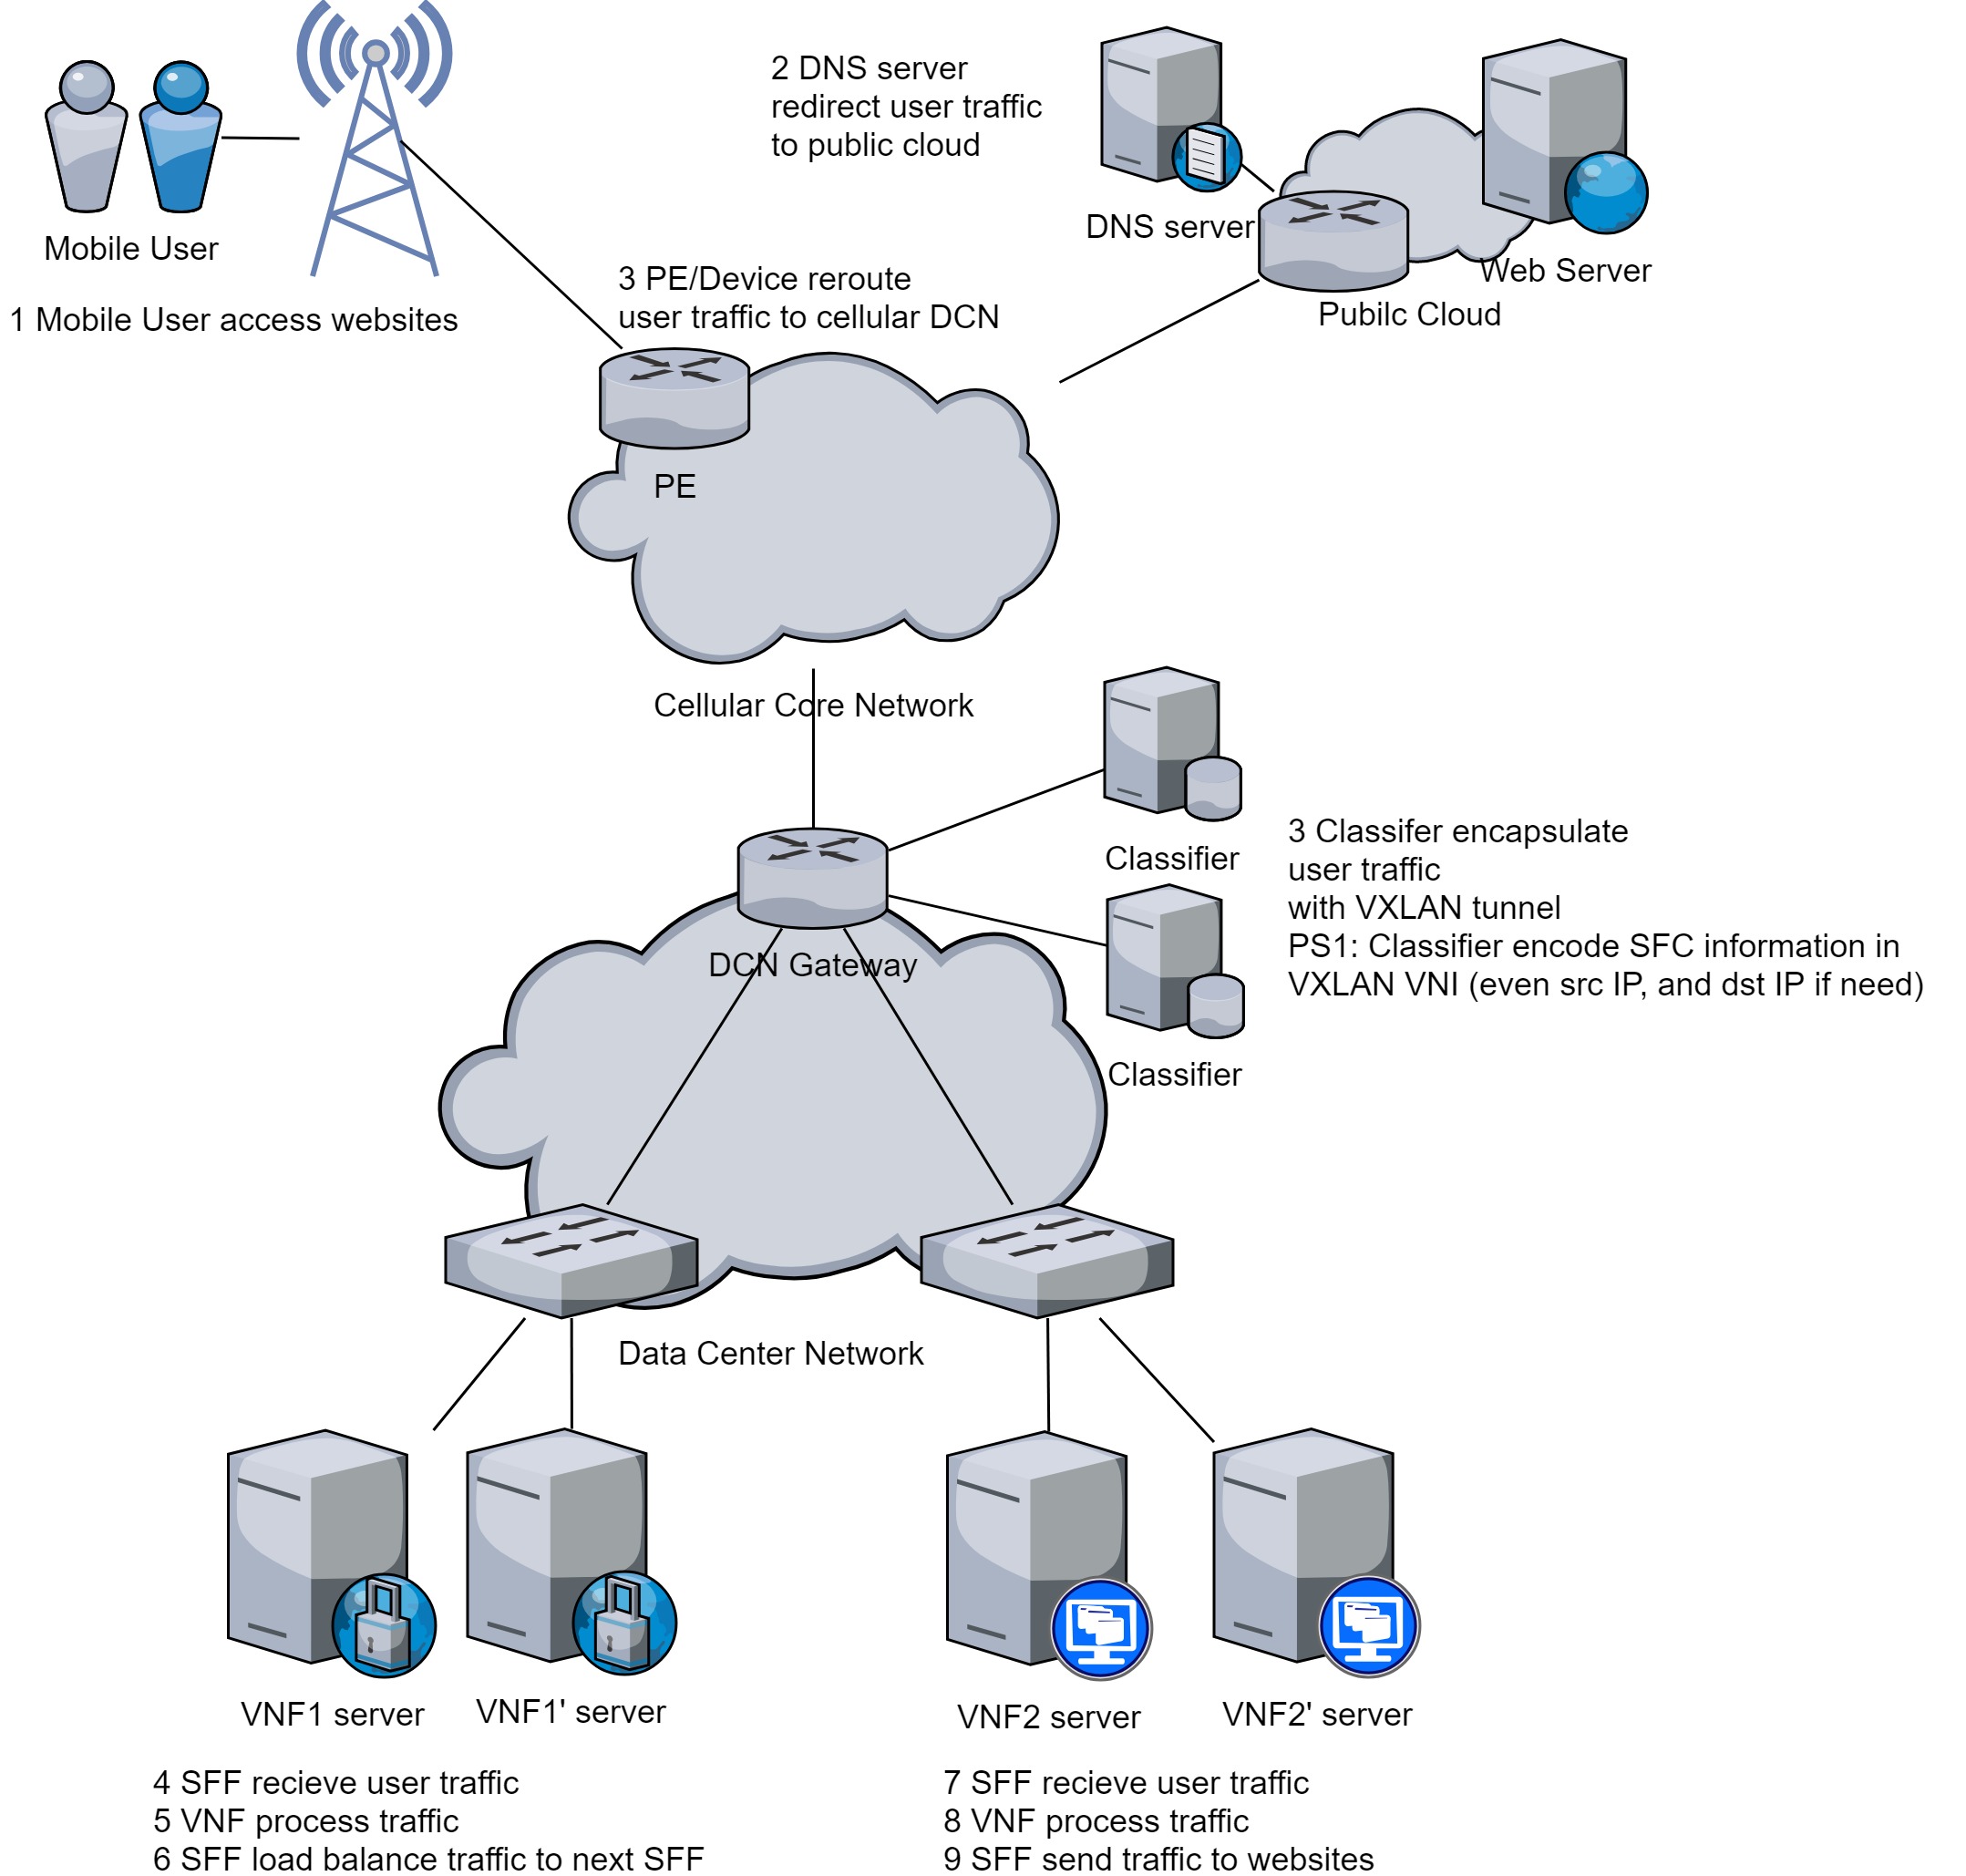 2 DNS server
redirect user traffic
to public cloud
DNS server
Web Server
Pubilc Cloud
Mobile User
1 Mobile User access websites
3 PE/Device reroute
user traffic to cellular DCN
PE
Cellular Core Network
Classifier
3 Classifer encapsulate
user traffic
with VXLAN tunnel
PS1: Classifier encode SFC information in
VXLAN VNI (even src IP, and dst IP if need)
DCN Gateway
Classifier
Data Center Network
VNF1 server
VNF1' server
VNF2 server
VNF2' server
4 SFF recieve user traffic
5 VNF process traffic
6 SFF load balance traffic to next SFF
7 SFF recieve user traffic
8 VNF process traffic
9 SFF send traffic to websites